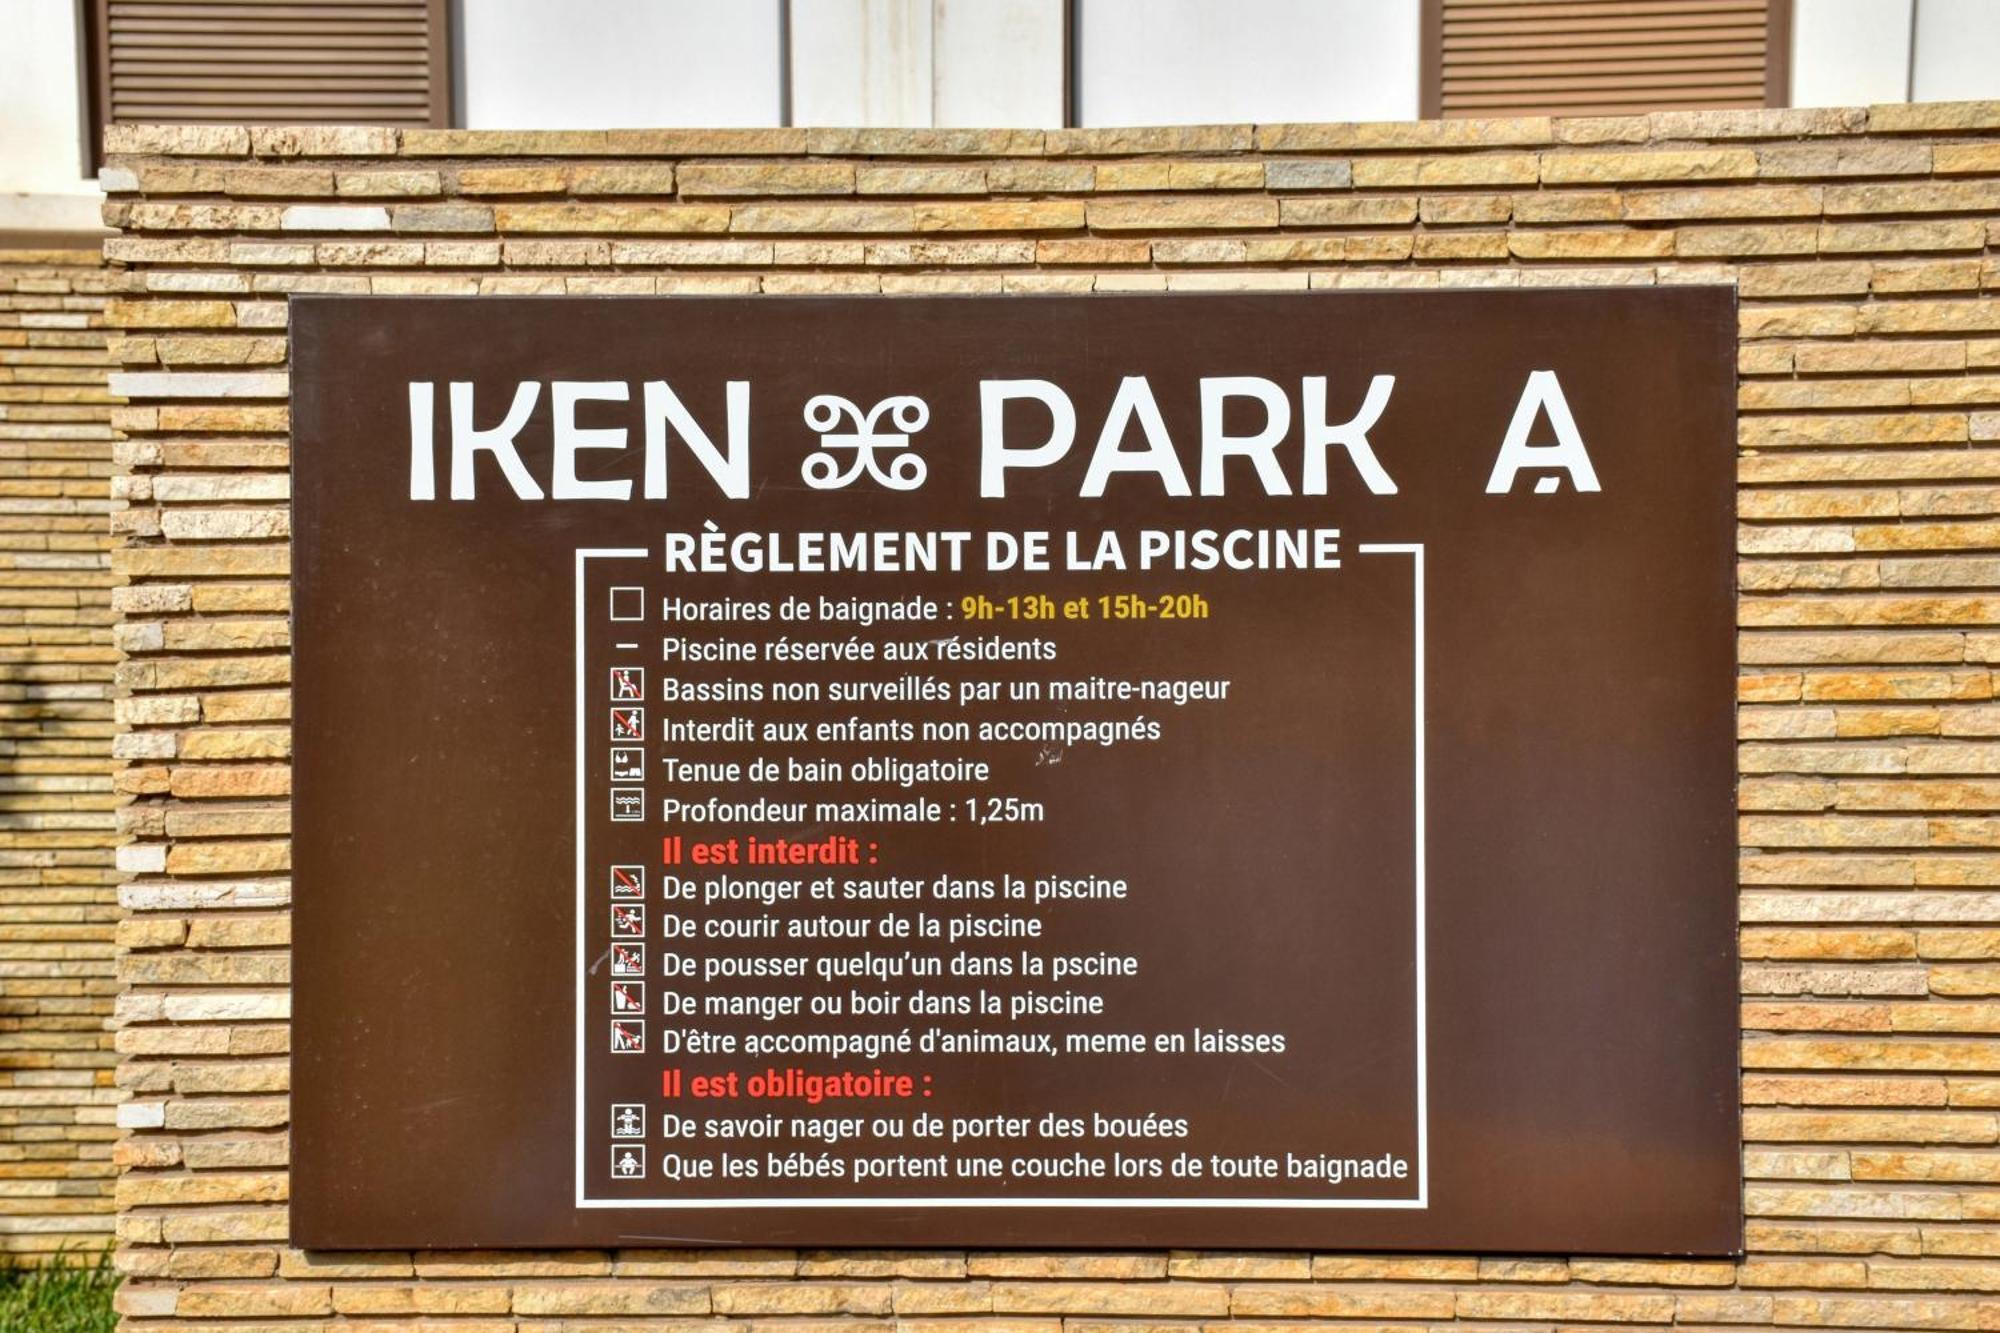 IKEN PARK A
RÈGLEMENT DE LA PISCINE
Horaires de baignade : 9h-13h et 15h-20h
Piscine réservée aux résidents
Bassins non surveillés par un maitre-nageur
Interdit aux enfants non accompagnés
Tenue de bain obligatoire
Profondeur maximale : 1,25m
Il est interdit :
De plonger et sauter dans la piscine
De courir autour de la piscine
De pousser quelqu'un dans la pscine
De manger ou boir dans la piscine
D'être accompagné d'animaux, meme en laisses
Il est obligatoire :
De savoir nager ou de porter des bouées
Que les bébés portent une couche lors de toute baignade